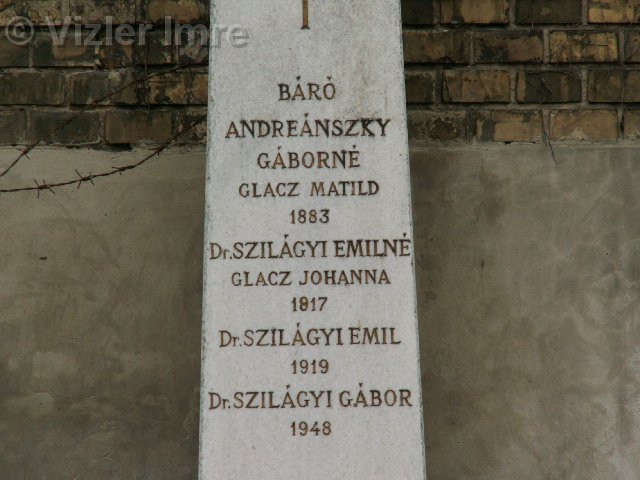 © Vizler Imre
BÁRÓ
ANDREÁNSZKY
GÁBORNÉ
GLACZ MATILD
1883
Dr. SZILÁGYI EMILNÉ
GLACZ JOHANNA
1817
Dr. SZILÁGYI EMIL
1919
Dr. SZILÁGYI GÁBOR
1948